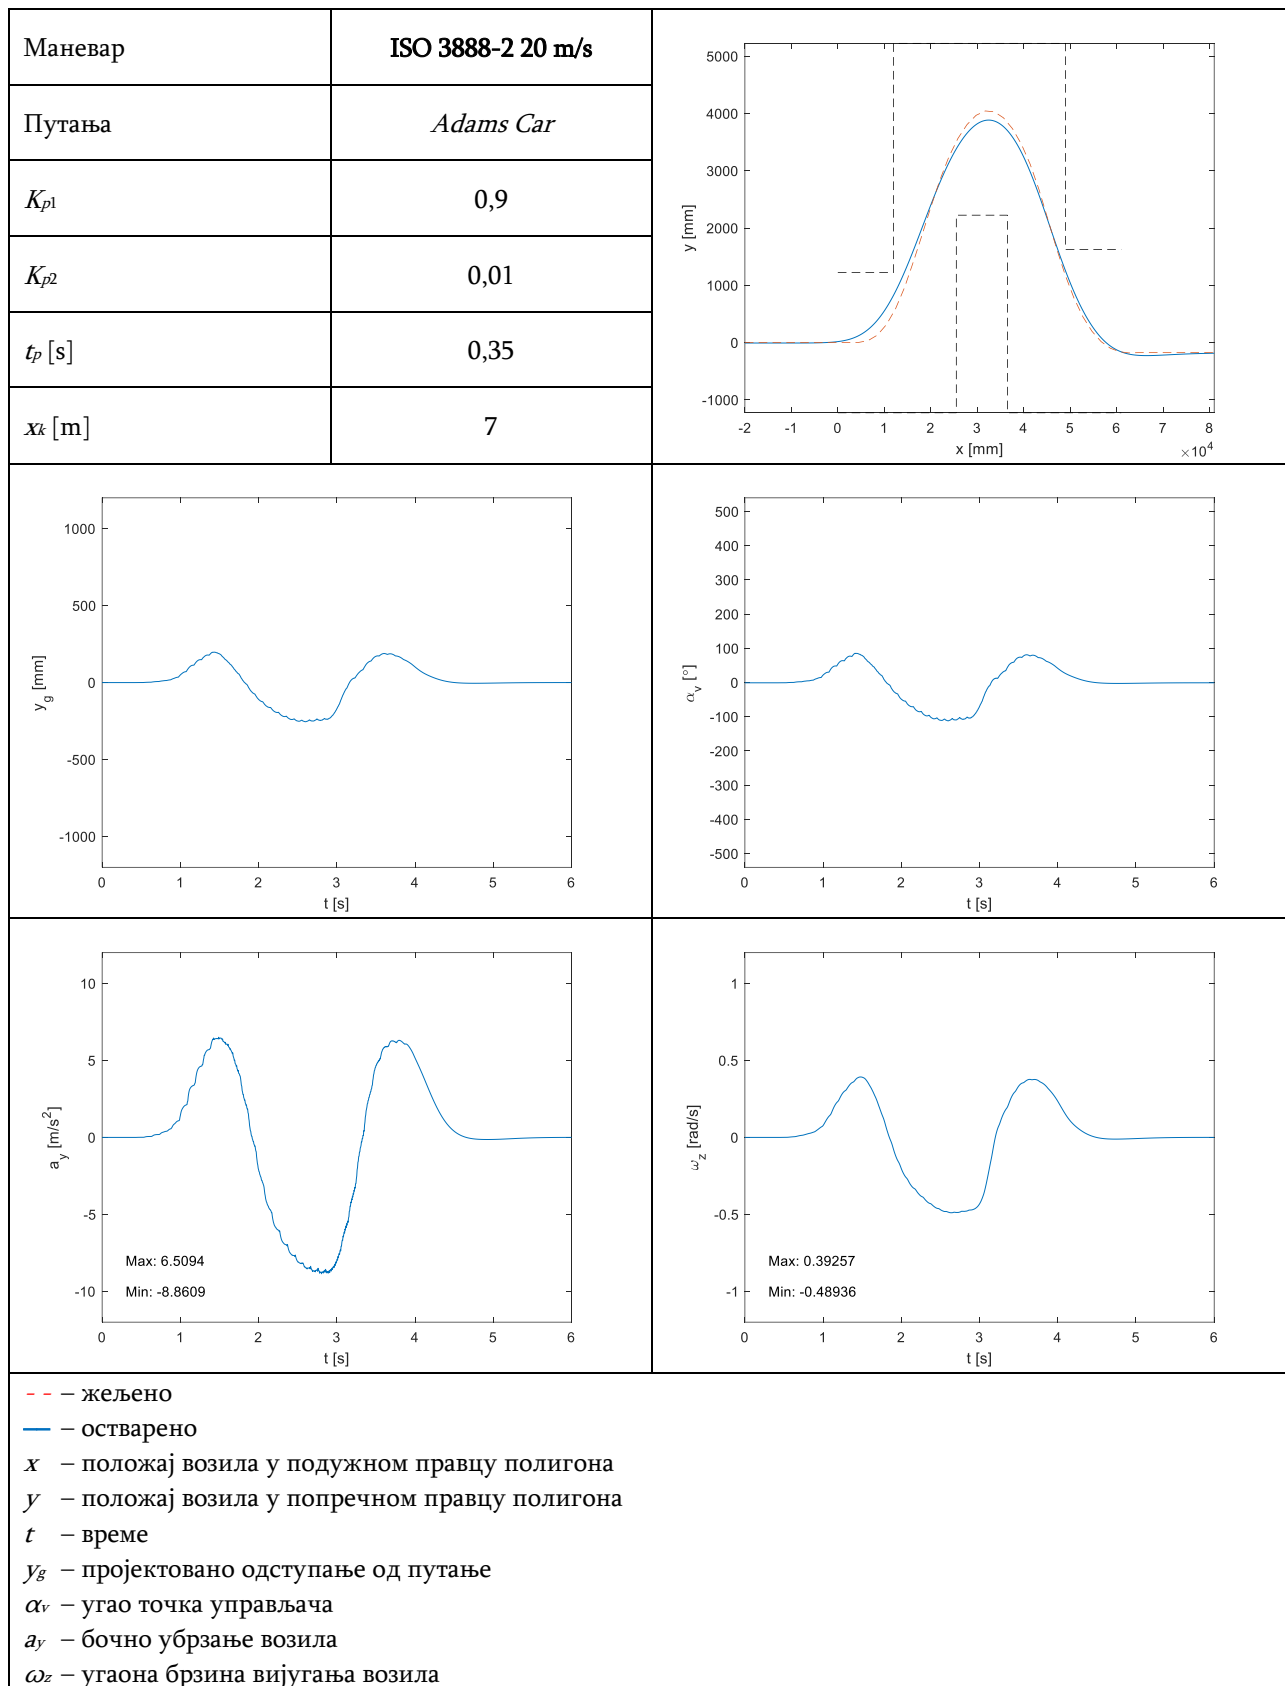 Маневар
ISO 3888-2 20 m/s
Путања
Adams Car
Kp1
0,9
Kp2
0,01
tp [s]
0,35
xk [m]
7
5000
4000
3000
2000
1000
0
-1000
y [mm]
-2 -1 0 1 2 3 4 5 6 7 8
x [mm]
×10^4
1000
500
0
-500
-1000
y_g [mm]
0 1 2 3 4 5 6
t [s]
500
400
300
200
100
0
-100
-200
-300
-400
-500
α_v [°]
0 1 2 3 4 5 6
t [s]
10
5
0
-5
-10
a_y [m/s^2]
Max: 6.5094
Min: -8.8609
0 1 2 3 4 5 6
t [s]
1
0.5
0
-0.5
-1
ω_z [rad/s]
Max: 0.39257
Min: -0.48936
0 1 2 3 4 5 6
t [s]
– жељено
– остварено
x – положај возила у подужном правцу полигона
y – положај возила у попречном правцу полигона
t – време
yg – пројектовано одступање од путање
αv – угао точка управљача
ay – бочно убрзање возила
ωz – угаона брзина вијугања возила